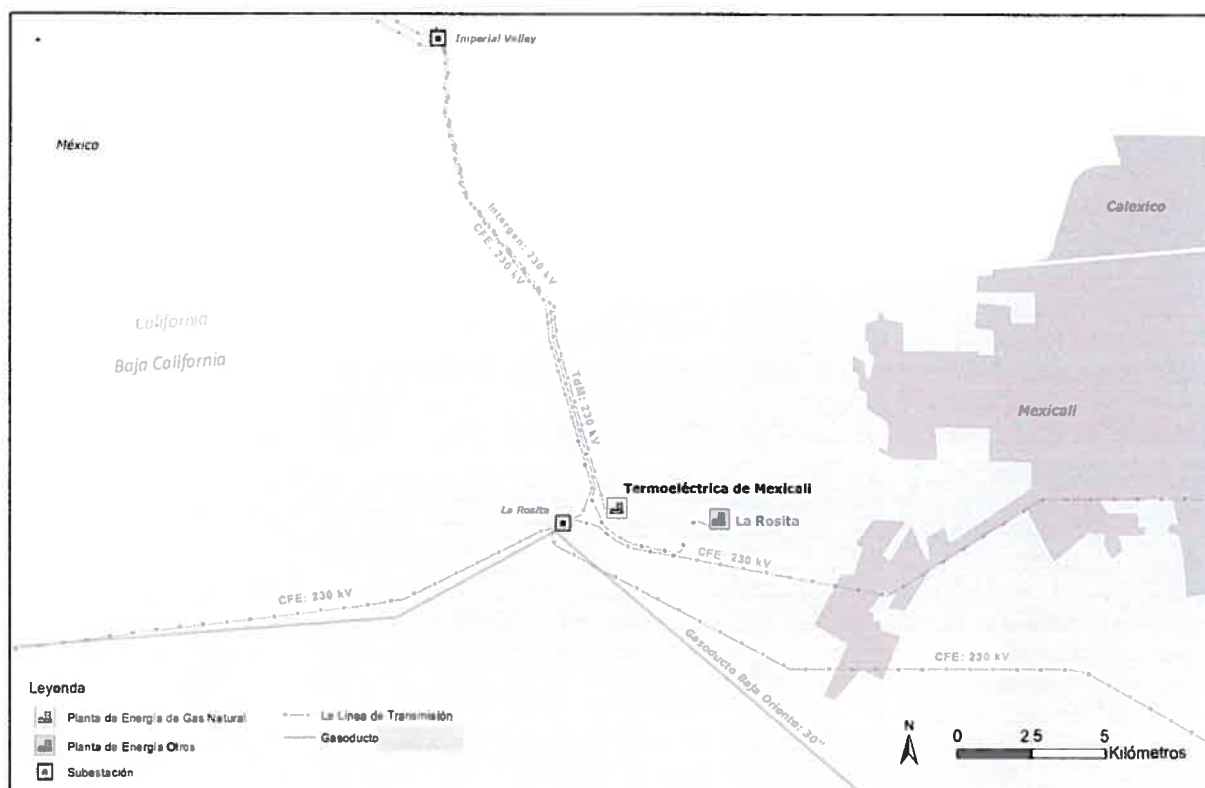 Imperial Valley
México
Calexico
Intergen: 230 kV
CFE: 230 kV
California
Baja California
TdM: 230 kV
Mexicali
Termoeléctrica de Mexicali
La Rosita
La Rosita
CFE: 230 kV
CFE: 230 kV
CFE: 230 kV
Gasoducto Baja Oriente: 30"
Leyenda
Planta de Energía de Gas Natural
La Línea de Transmisión
Planta de Energía Otros
Gasoducto
Subestación
N
0 2.5 5
Kilómetros